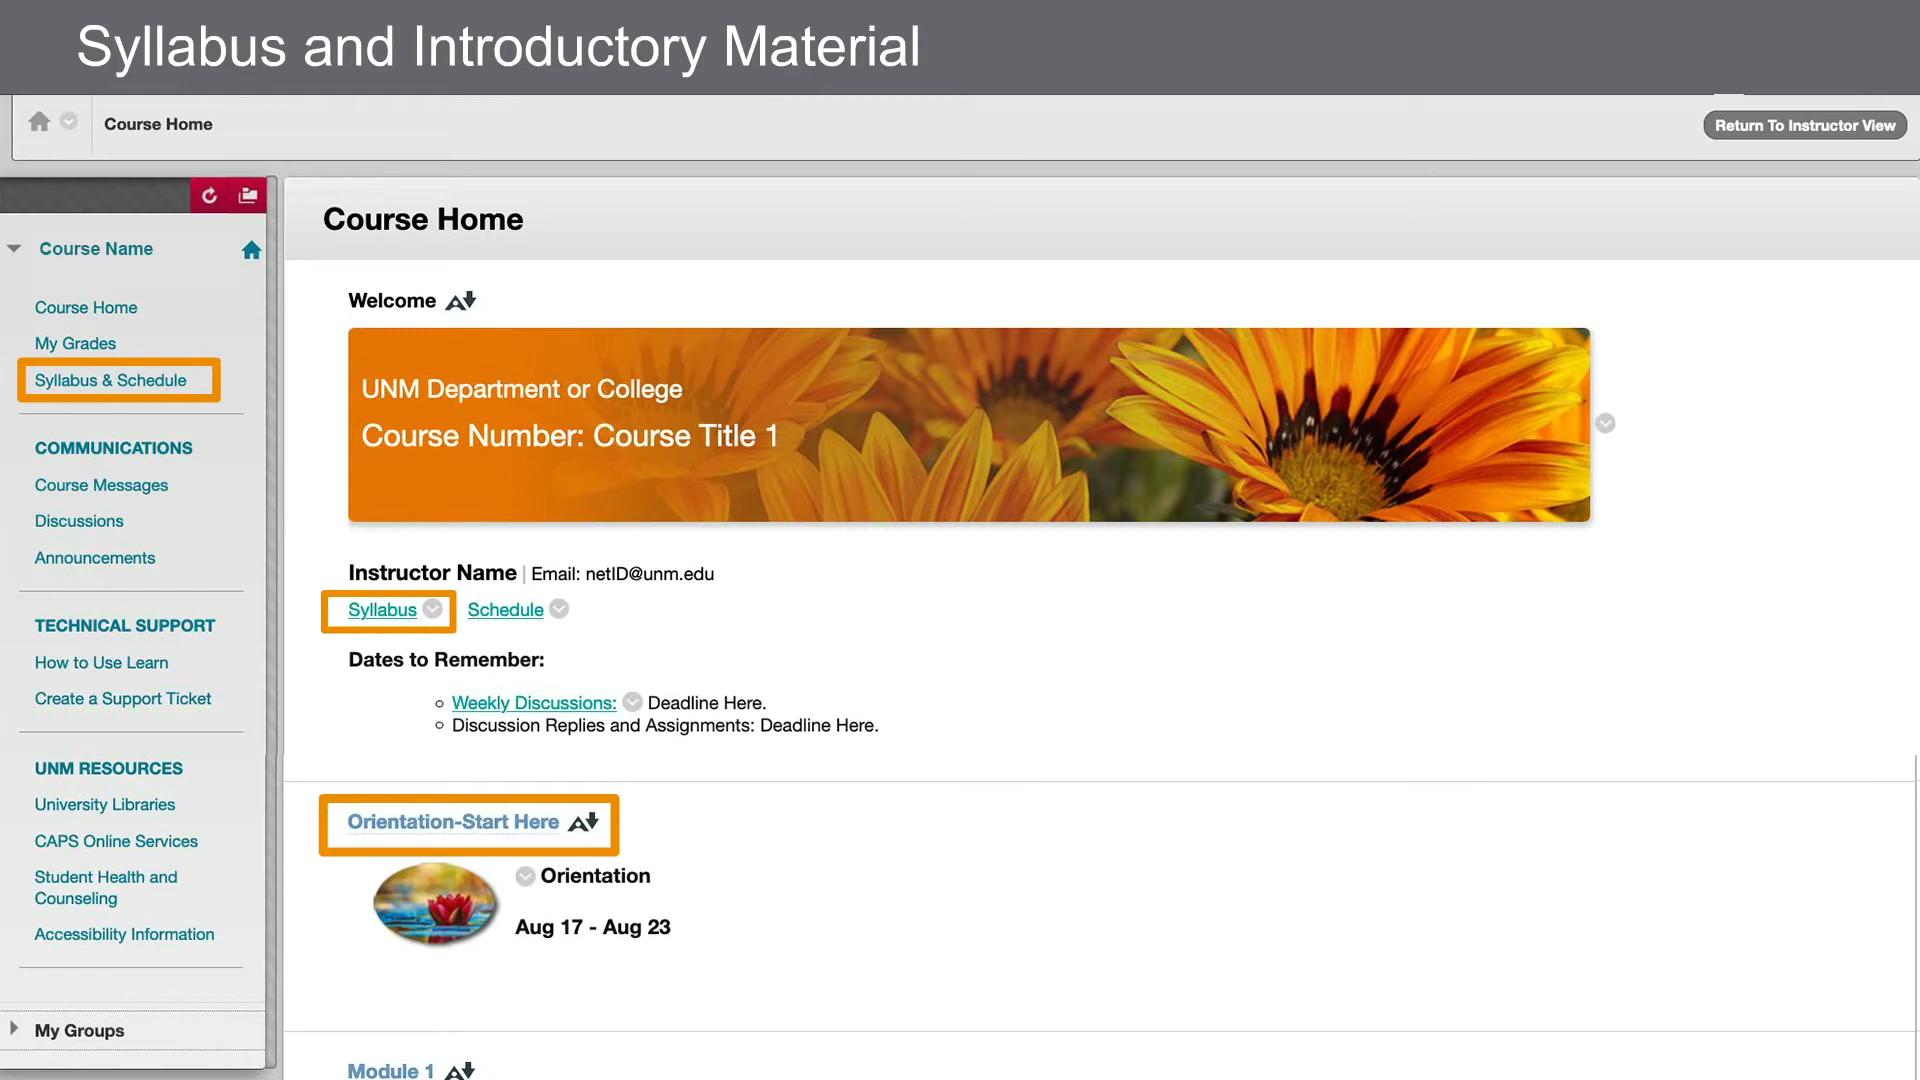 Syllabus and Introductory Material
Course Home
Return To Instructor View
Course Name
Course Home
My Grades
Syllabus & Schedule
COMMUNICATIONS
Course Messages
Discussions
Announcements
TECHNICAL SUPPORT
How to Use Learn
Create a Support Ticket
UNM RESOURCES
University Libraries
CAPS Online Services
Student Health and
Counseling
Accessibility Information
My Groups
Course Home
Welcome
UNM Department or College
Course Number: Course Title 1
Instructor Name | Email: netID@unm.edu
Syllabus Schedule
Dates to Remember:
Weekly Discussions: Deadline Here.
Discussion Replies and Assignments: Deadline Here.
Orientation-Start Here
Orientation
Aug 17 - Aug 23
Module 1